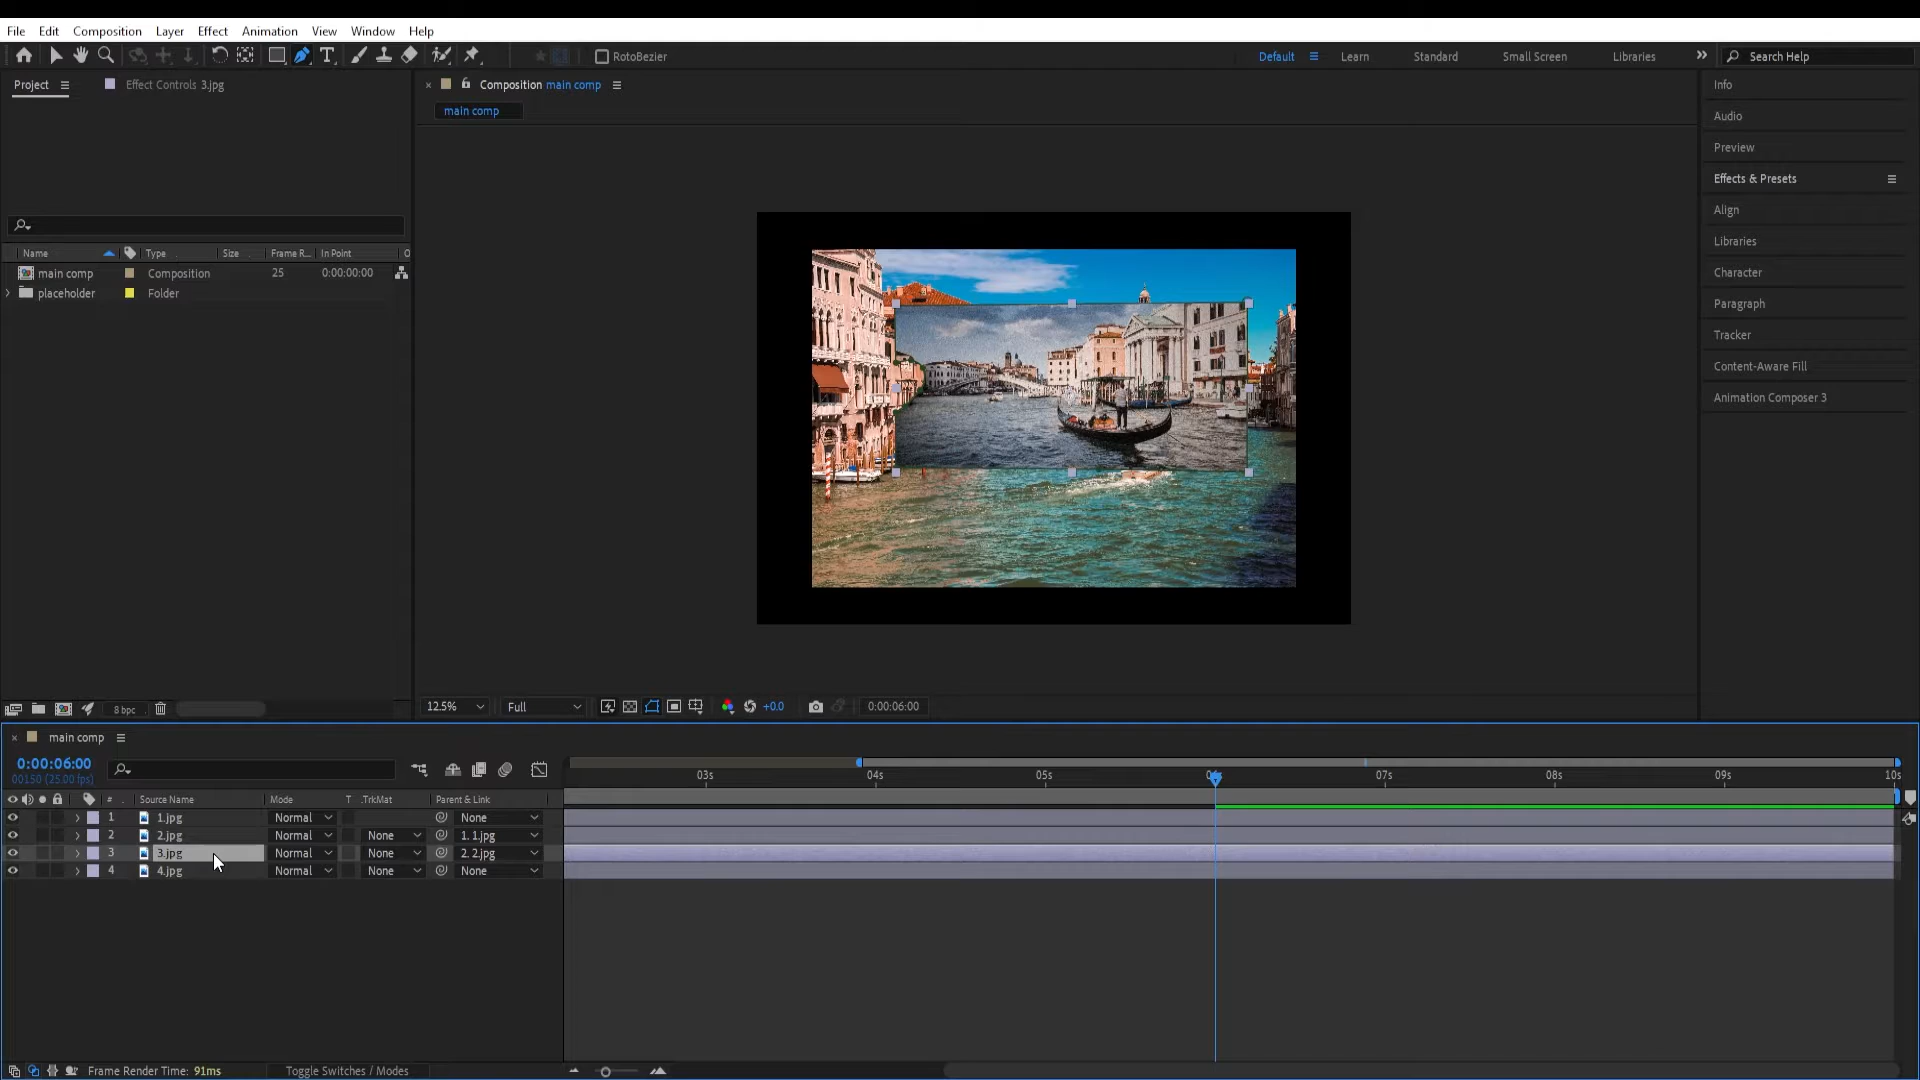 File Edit Composition Layer Effect Animation View Window Help
RotoBezier Default Learn Standard Small Screen Libraries Search Help
Project Effect Controls 3.jpg
Composition main comp
main comp
Name Type Size Frame R... In Point
main comp Composition 25 0:00:00:00
placeholder Folder
Info
Audio
Preview
Effects & Presets
Align
Libraries
Character
Paragraph
Tracker
Content-Aware Fill
Animation Composer 3
8 bpc
12.5% Full +0.0 0:00:06:00
main comp
0:00:06:00
00150 (25.00 fps)
03s 04s 05s 07s 08s 09s 10s
# Source Name Mode T .TrkMat Parent & Link
1 1.jpg Normal None
2 2.jpg Normal None 1. 1.jpg
3 3.jpg Normal None 2. 2.jpg
4 4.jpg Normal None None
Frame Render Time: 91ms Toggle Switches / Modes